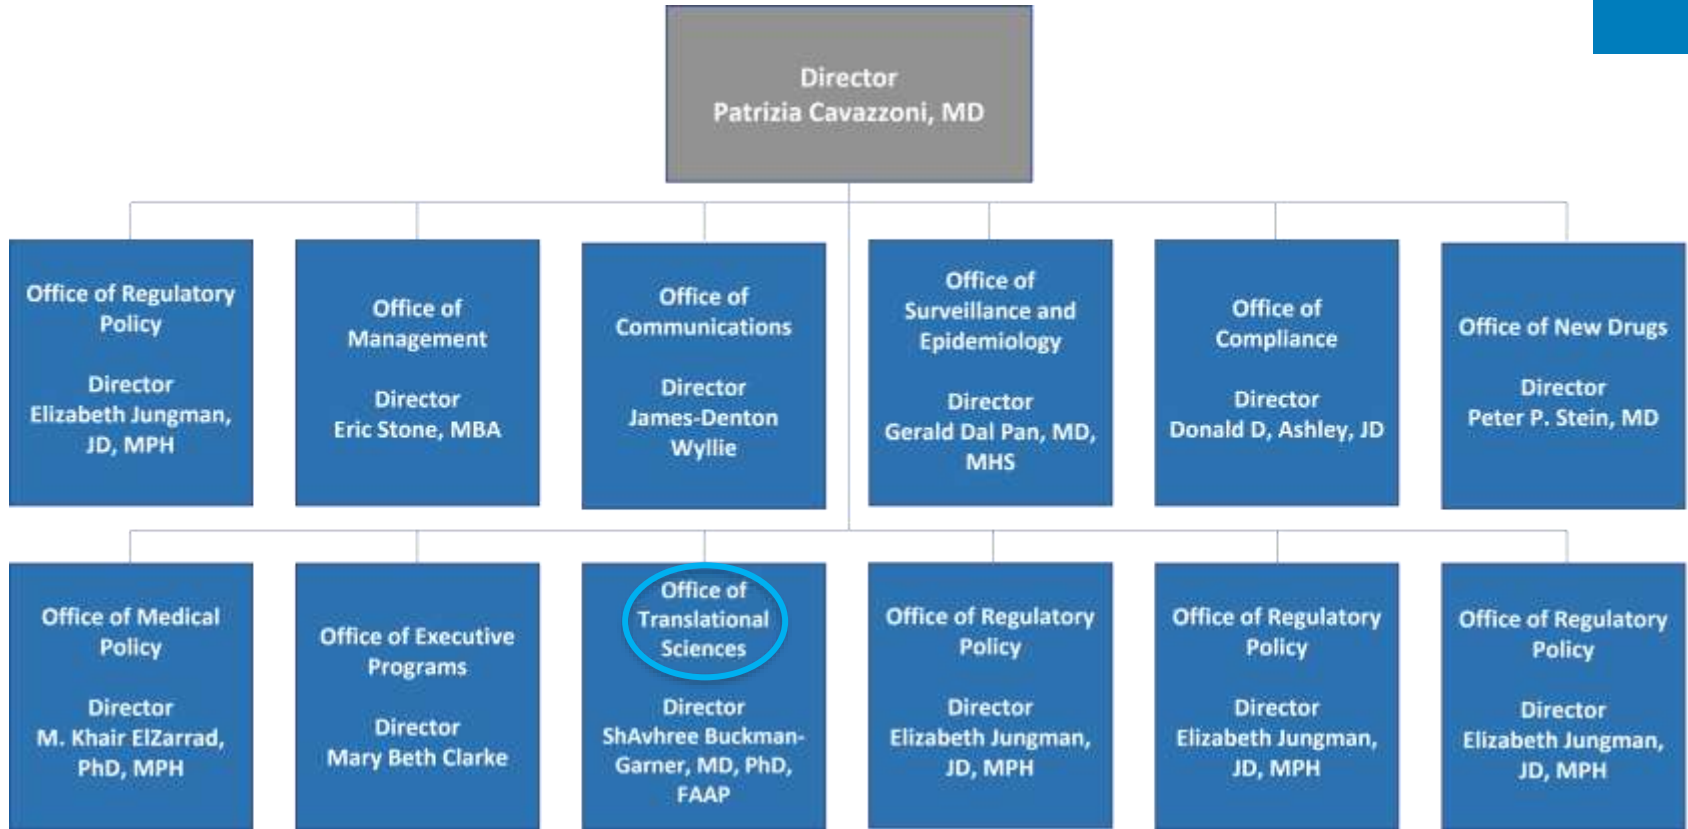 Director
Patrizia Cavazzoni, MD
Office of Regulatory
Policy
Director
Elizabeth Jungman,
JD, MPH
Office of
Management
Director
Eric Stone, MBA
Office of
Communications
Director
James-Denton
Wyllie
Office of
Surveillance and
Epidemiology
Director
Gerald Dal Pan, MD,
MHS
Office of
Compliance
Director
Donald D, Ashley, JD
Office of New Drugs
Director
Peter P. Stein, MD
Office of Medical
Policy
Director
M. Khair ElZarrad,
PhD, MPH
Office of Executive
Programs
Director
Mary Beth Clarke
Office of
Translational
Sciences
Director
ShAvhree Buckman-
Garner, MD, PhD,
FAAP
Office of Regulatory
Policy
Director
Elizabeth Jungman,
JD, MPH
Office of Regulatory
Policy
Director
Elizabeth Jungman,
JD, MPH
Office of Regulatory
Policy
Director
Elizabeth Jungman,
JD, MPH